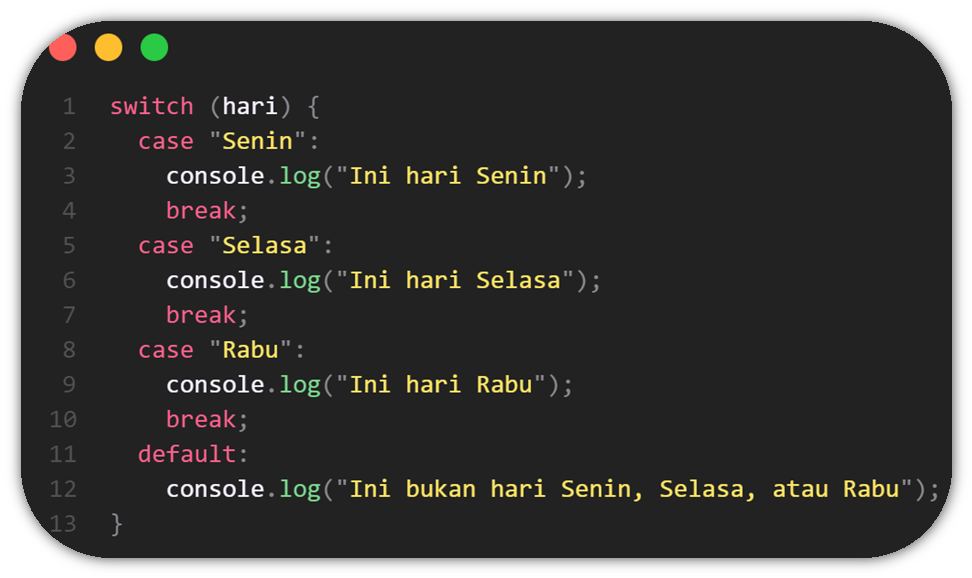 1 switch (hari) {
2 case "Senin":
3 console.log("Ini hari Senin");
4 break;
5 case "Selasa":
6 console.log("Ini hari Selasa");
7 break;
8 case "Rabu":
9 console.log("Ini hari Rabu");
10 break;
11 default:
12 console.log("Ini bukan hari Senin, Selasa, atau Rabu");
13 }